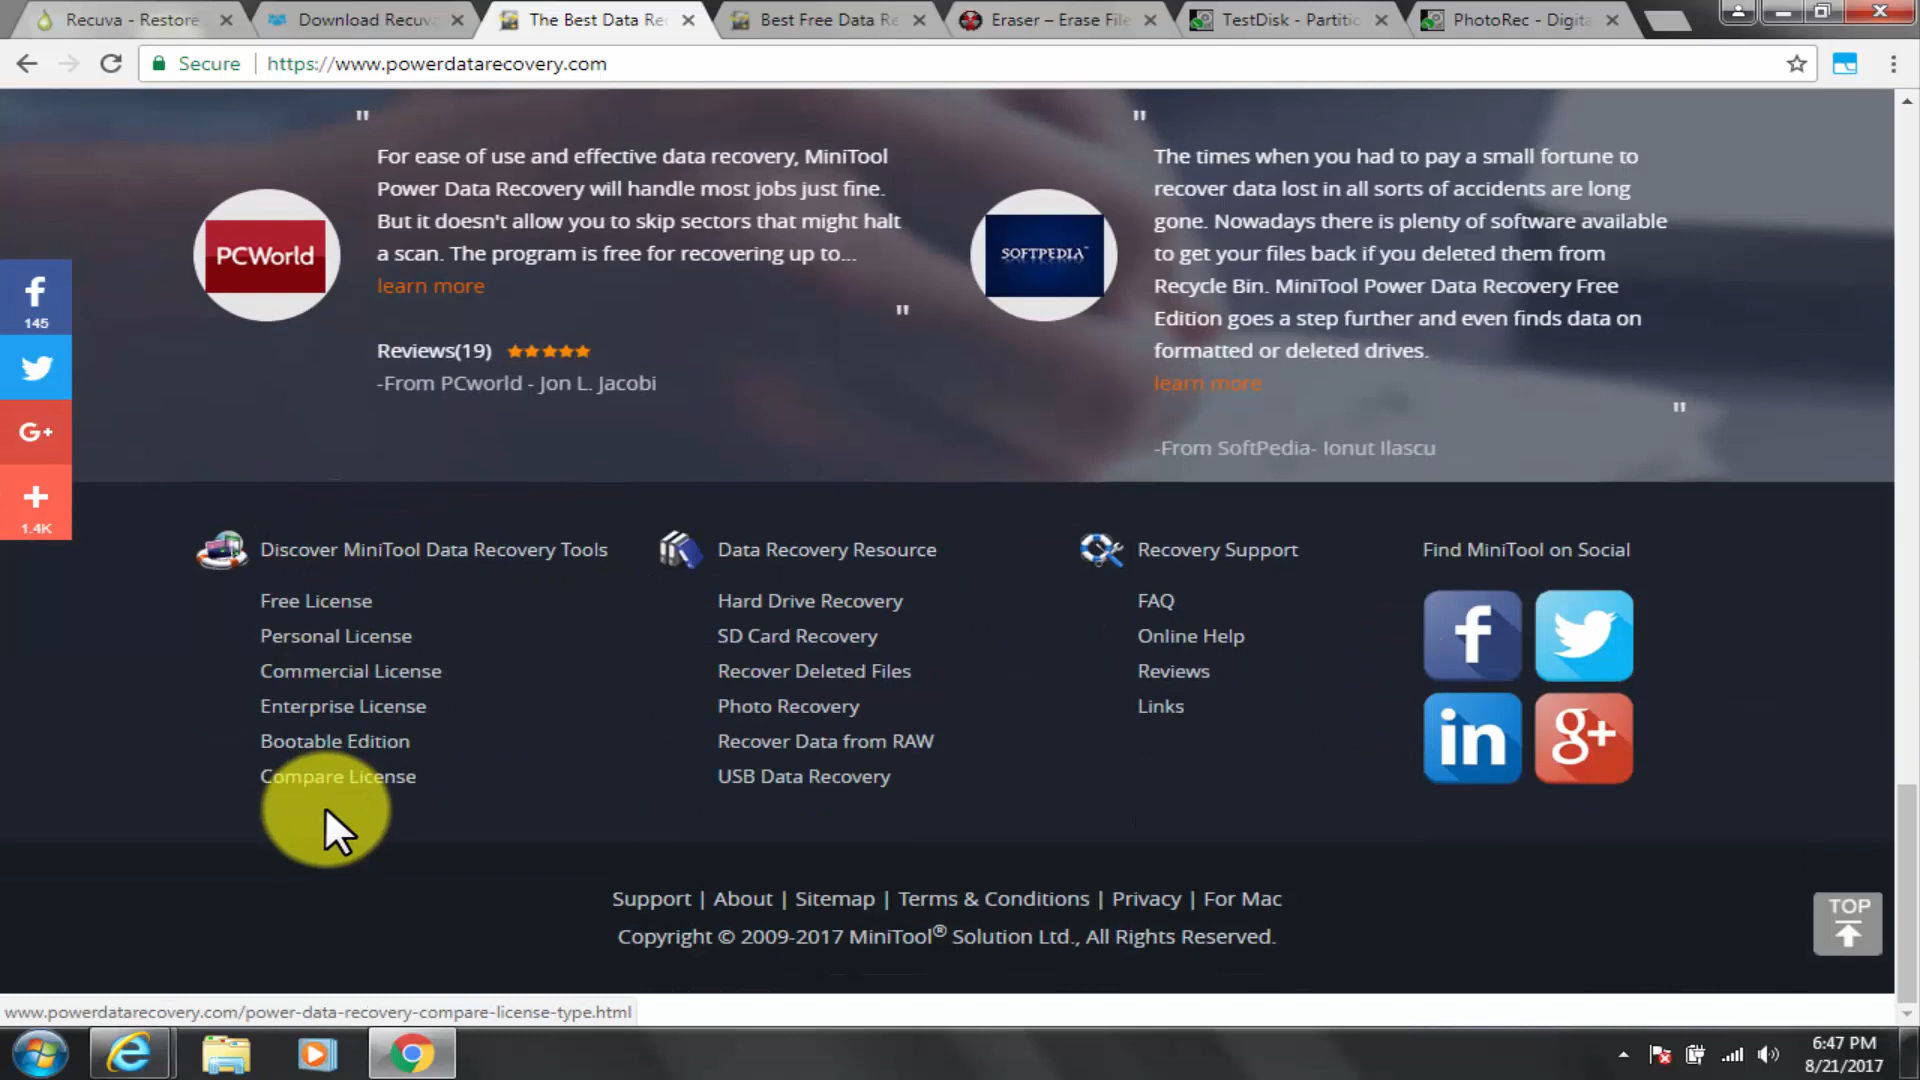 Recuva - Restore
Download Recuva
The Best Data Re
Best Free Data Re
Eraser – Erase File
TestDisk - Partitio
PhotoRec - Digita
Secure
https://www.powerdatarecovery.com
"
For ease of use and effective data recovery, MiniTool
Power Data Recovery will handle most jobs just fine.
But it doesn't allow you to skip sectors that might halt
a scan. The program is free for recovering up to...
learn more
"
Reviews(19)
-From PCworld - Jon L. Jacobi
PCWorld
"
The times when you had to pay a small fortune to
recover data lost in all sorts of accidents are long
gone. Nowadays there is plenty of software available
to get your files back if you deleted them from
Recycle Bin. MiniTool Power Data Recovery Free
Edition goes a step further and even finds data on
formatted or deleted drives.
learn more
"
-From SoftPedia- Ionut Ilascu
SOFTPEDIA™
f
145
G+
+
1.4K
Discover MiniTool Data Recovery Tools
Free License
Personal License
Commercial License
Enterprise License
Bootable Edition
Compare License
Data Recovery Resource
Hard Drive Recovery
SD Card Recovery
Recover Deleted Files
Photo Recovery
Recover Data from RAW
USB Data Recovery
Recovery Support
FAQ
Online Help
Reviews
Links
Find MiniTool on Social
f
in
g+
Support | About | Sitemap | Terms & Conditions | Privacy | For Mac
Copyright © 2009-2017 MiniTool® Solution Ltd., All Rights Reserved.
TOP
www.powerdatarecovery.com/power-data-recovery-compare-license-type.html
6:47 PM
8/21/2017